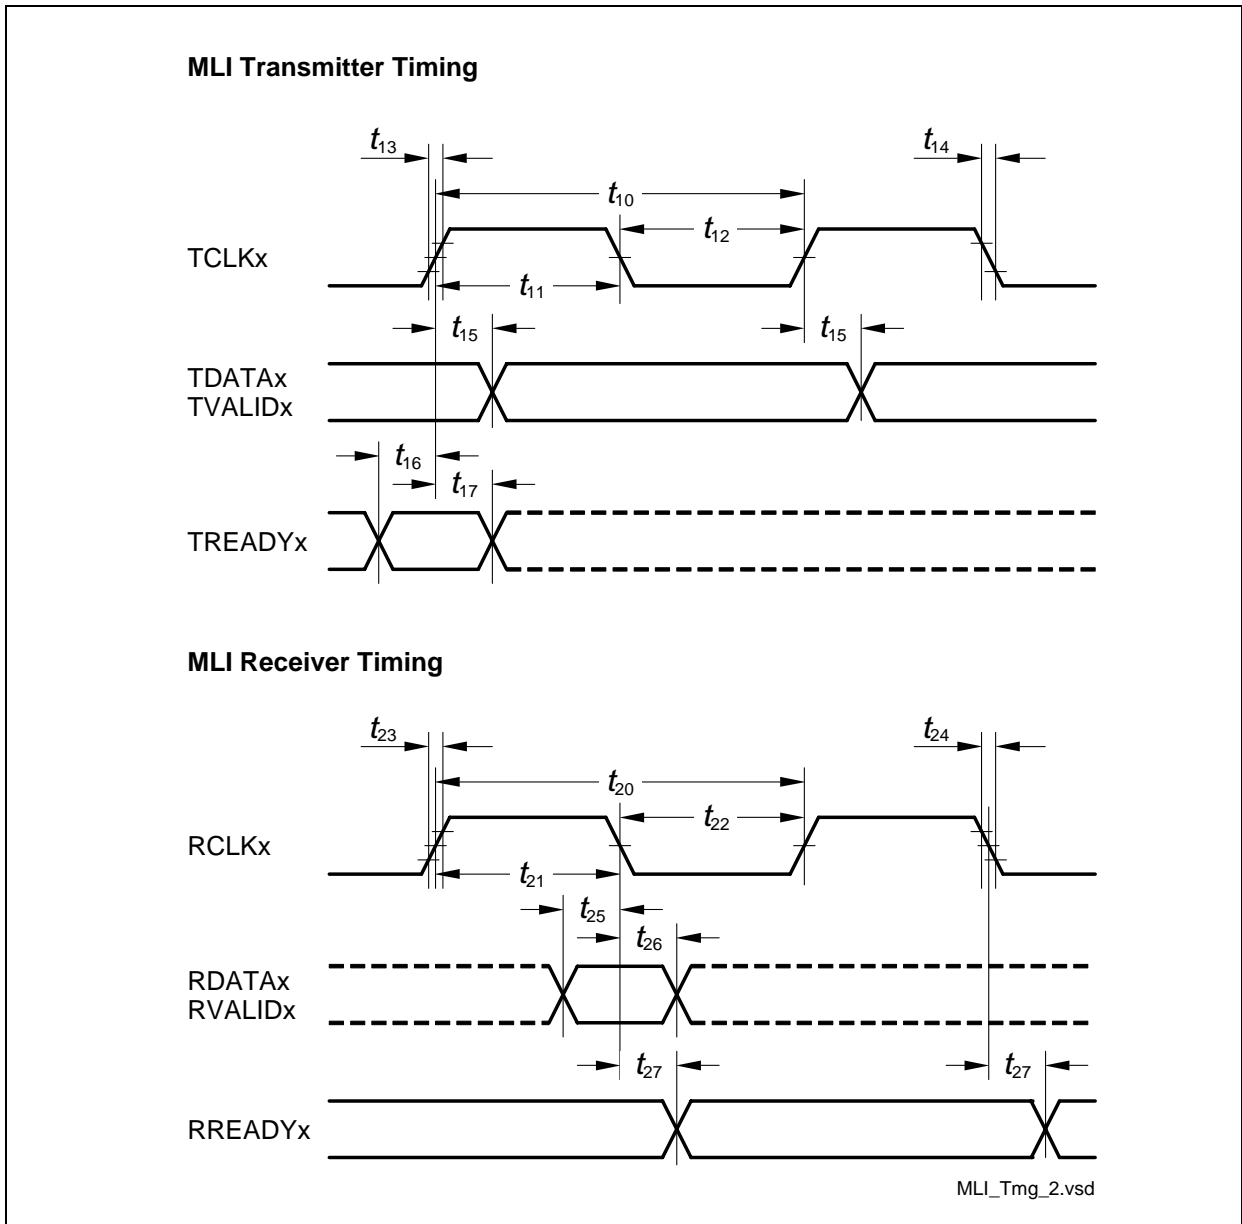 MLI Transmitter Timing
t13
t14
t10
t12
TCLKx
t11
t15
t15
TDATAx
TVALIDx
t16
t17
TREADYx
MLI Receiver Timing
t23
t24
t20
t22
RCLKx
t21
t25
t26
RDATAx
RVALIDx
t27
t27
RREADYx
MLI_Tmg_2.vsd